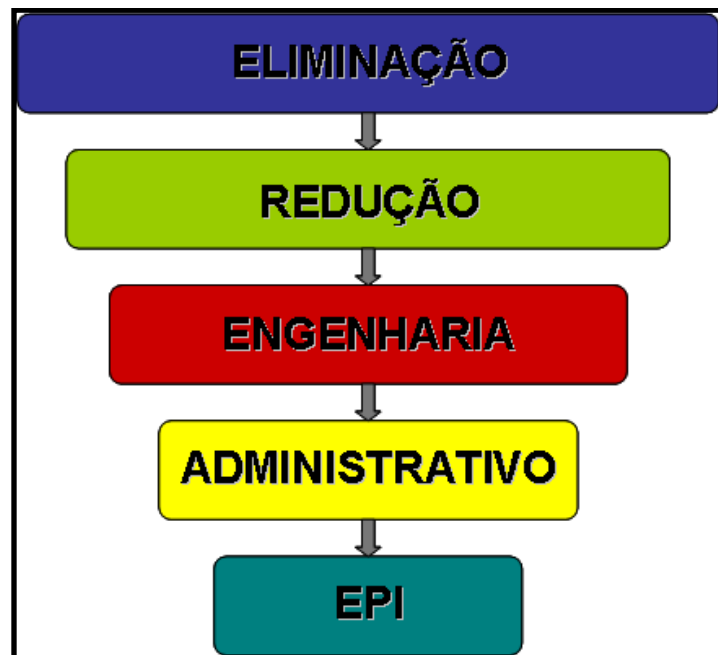 ELIMINAÇÃO
REDUÇÃO
ENGENHARIA
ADMINISTRATIVO
EPI